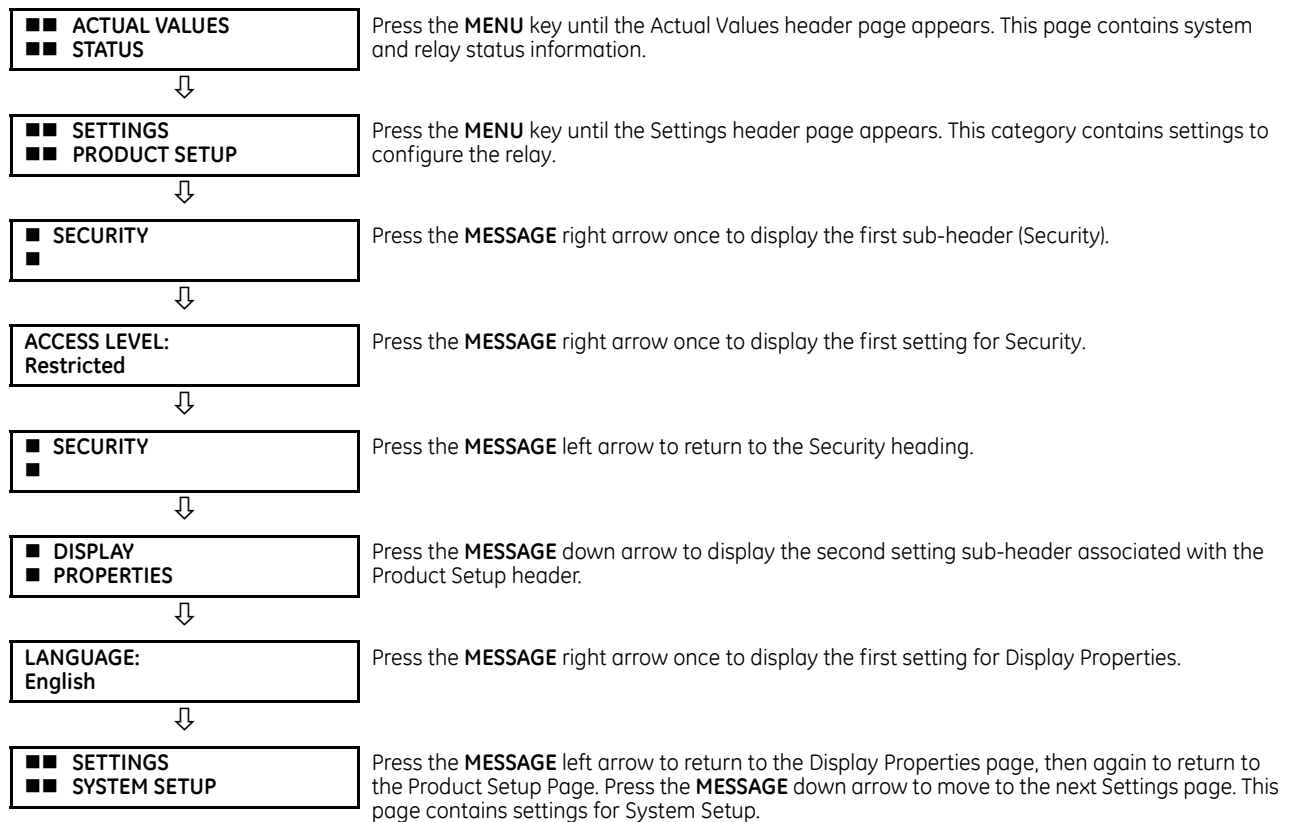 ■■ ACTUAL VALUES
■■ STATUS
Press the MENU key until the Actual Values header page appears. This page contains system
and relay status information.
⇩
■■ SETTINGS
■■ PRODUCT SETUP
Press the MENU key until the Settings header page appears. This category contains settings to
configure the relay.
⇩
■ SECURITY
■
Press the MESSAGE right arrow once to display the first sub-header (Security).
⇩
ACCESS LEVEL:
Restricted
Press the MESSAGE right arrow once to display the first setting for Security.
⇩
■ SECURITY
■
Press the MESSAGE left arrow to return to the Security heading.
⇩
■ DISPLAY
■ PROPERTIES
Press the MESSAGE down arrow to display the second setting sub-header associated with the
Product Setup header.
⇩
LANGUAGE:
English
Press the MESSAGE right arrow once to display the first setting for Display Properties.
⇩
■■ SETTINGS
■■ SYSTEM SETUP
Press the MESSAGE left arrow to return to the Display Properties page, then again to return to
the Product Setup Page. Press the MESSAGE down arrow to move to the next Settings page. This
page contains settings for System Setup.